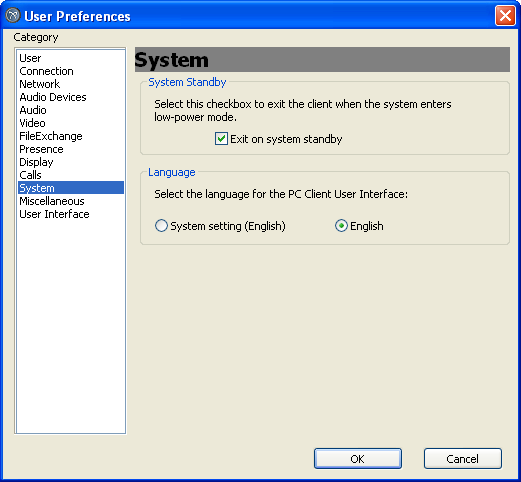 User Preferences
Category
User
Connection
Network
Audio Devices
Audio
Video
FileExchange
Presence
Display
Calls
System
Miscellaneous
User Interface
System
System Standby
Select this checkbox to exit the client when the system enters
low-power mode.
Exit on system standby
Language
Select the language for the PC Client User Interface:
System setting (English)
English
OK
Cancel